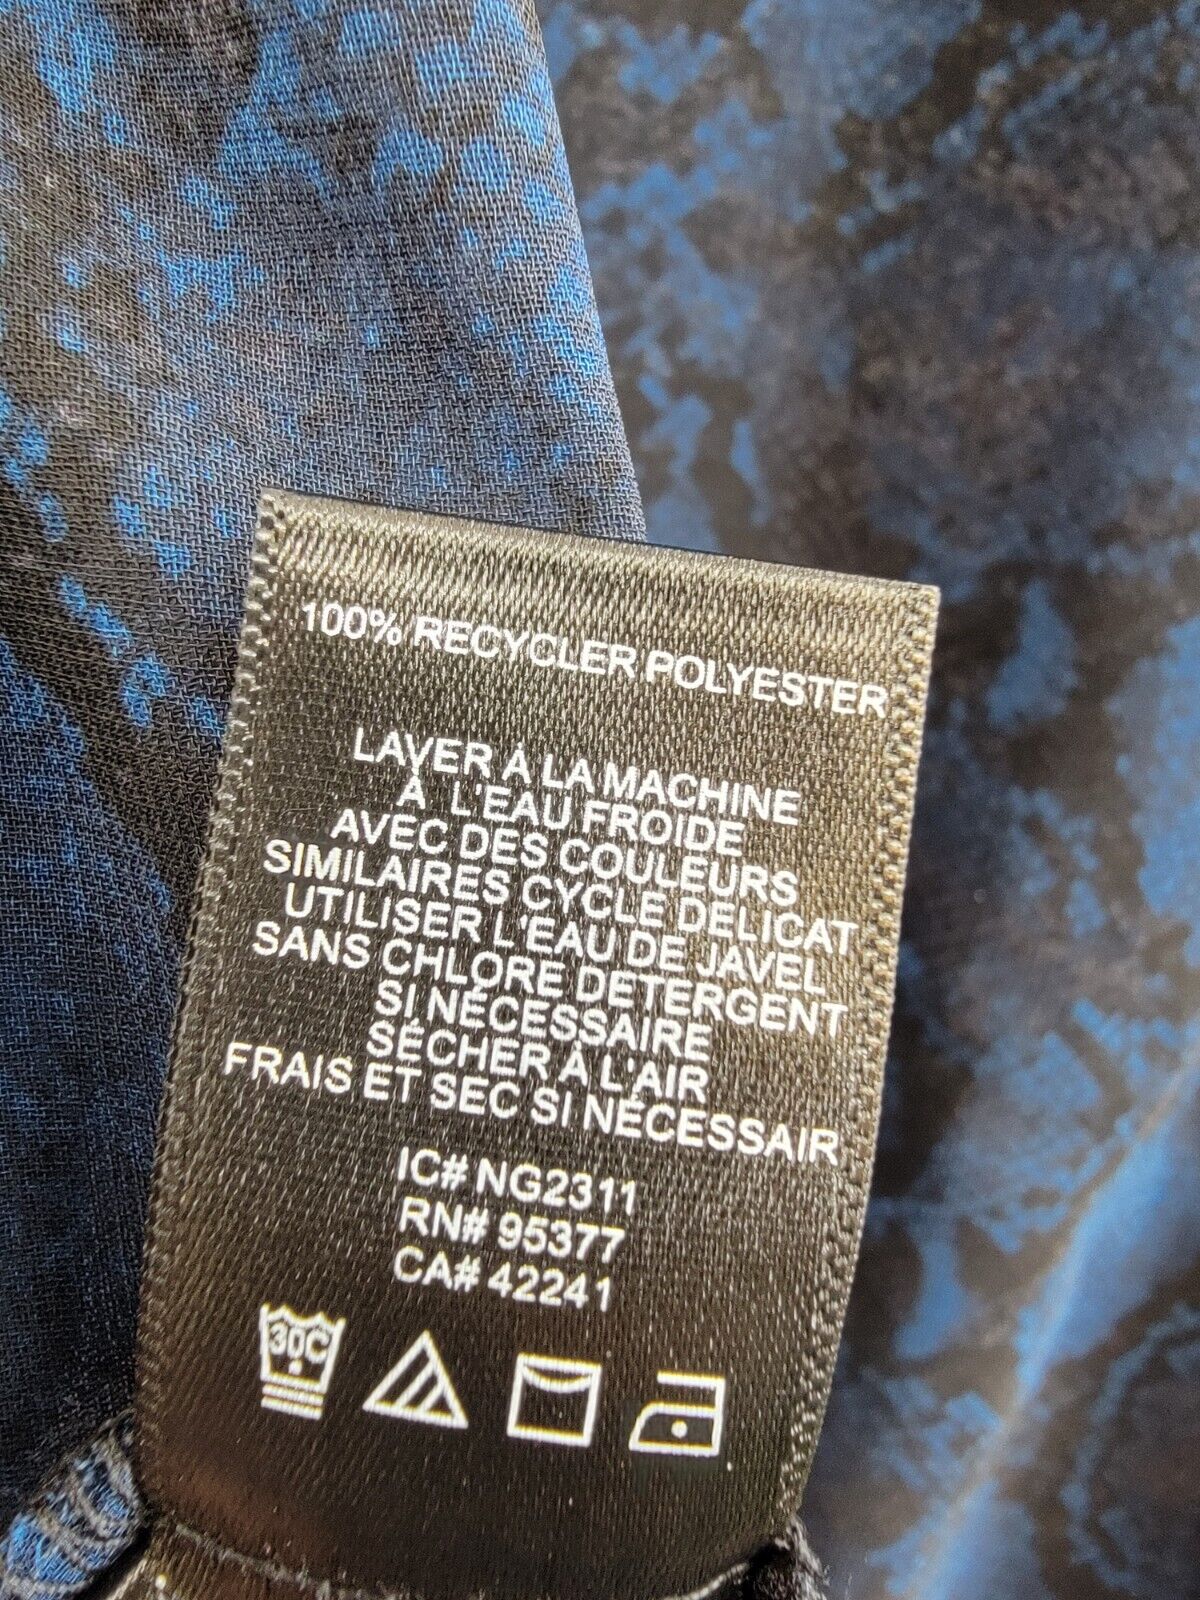 100% RECYCLER POLYESTER
LAVER À LA MACHINE
À L'EAU FROIDE
AVEC DES COULEURS
SIMILAIRES CYCLE DELICAT
UTILISER L'EAU DE JAVEL
SANS CHLORE DETERGENT
SI NÉCESSAIRE
SÉCHER À L'AIR
FRAIS ET SEC SI NÉCESSAIR
IC# NG2311
RN# 95377
CA# 42241
30C